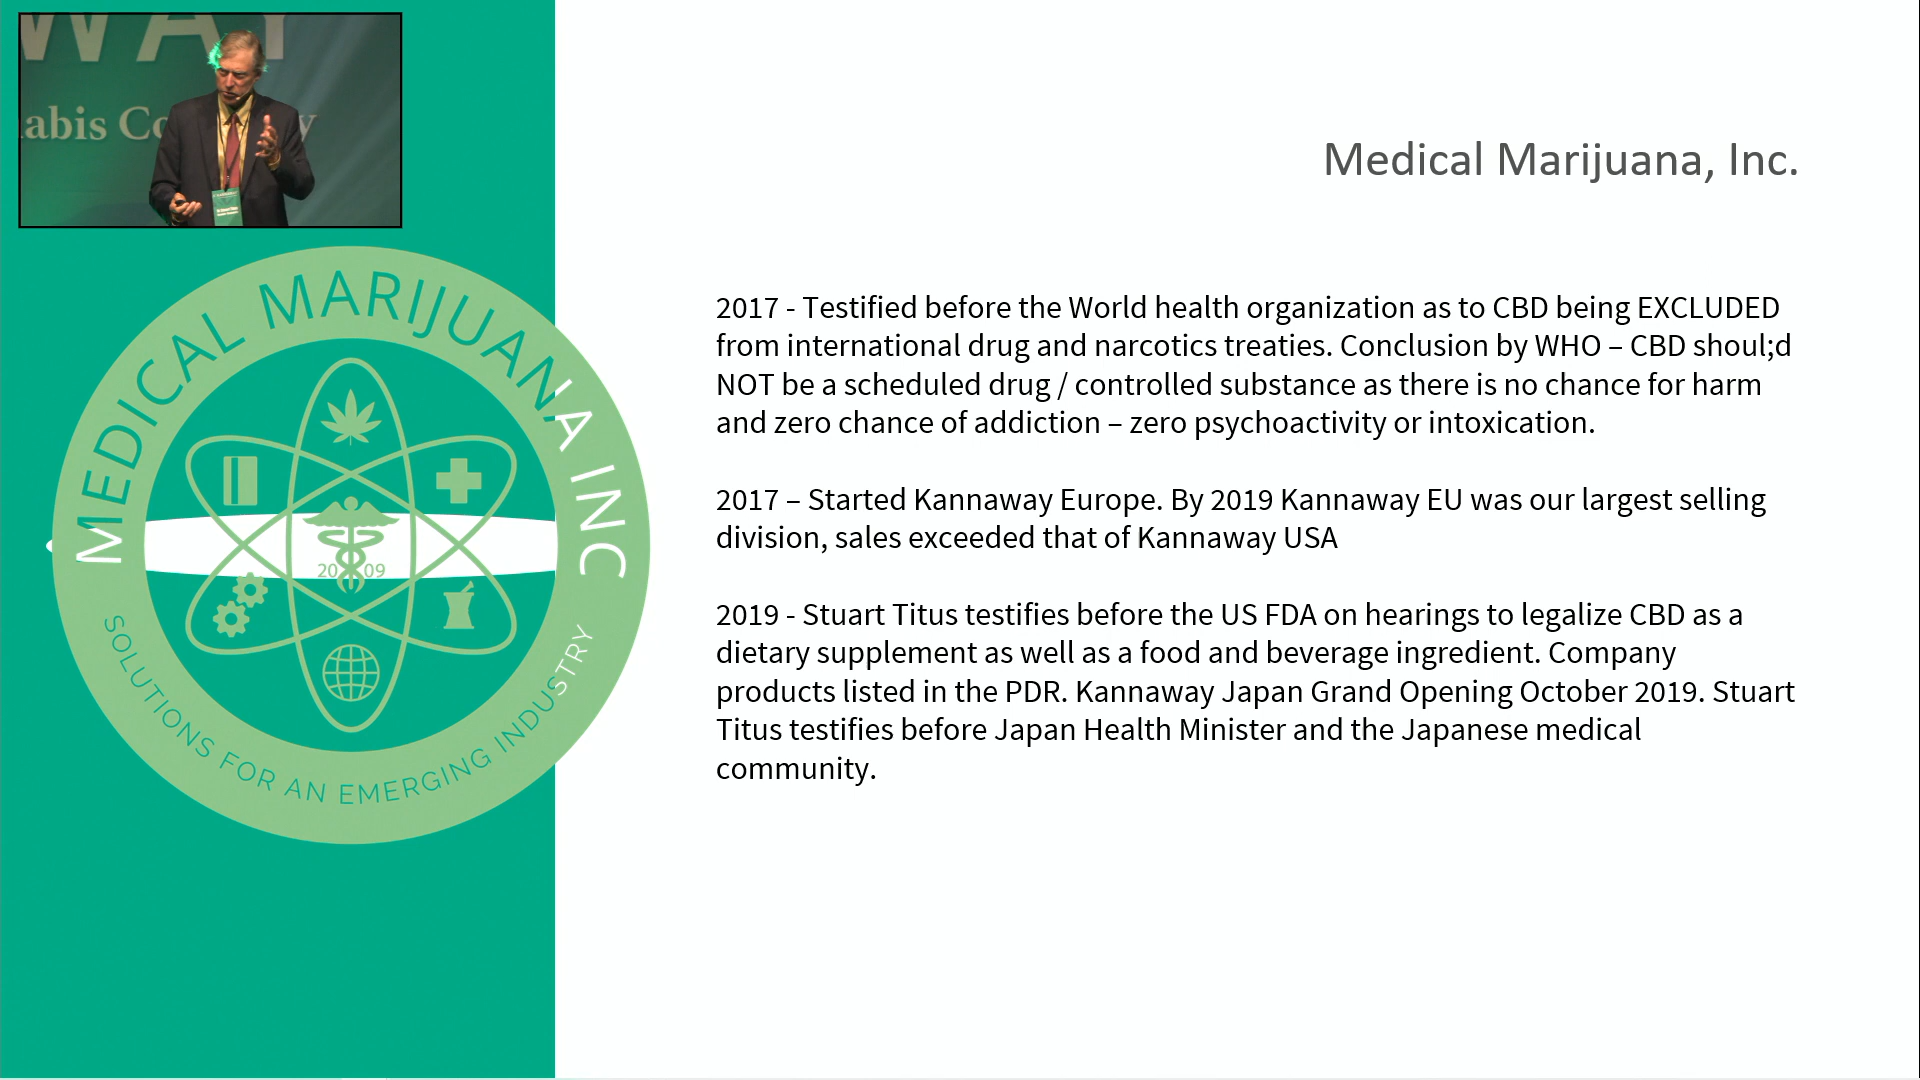 WAY
nabis Co y
MEDICAL MARIJUANA INC
20 09
SOLUTIONS FOR AN EMERGING INDUSTRY
Medical Marijuana, Inc.
2017 - Testified before the World health organization as to CBD being EXCLUDED
from international drug and narcotics treaties. Conclusion by WHO – CBD shoul;d
NOT be a scheduled drug / controlled substance as there is no chance for harm
and zero chance of addiction – zero psychoactivity or intoxication.
2017 – Started Kannaway Europe. By 2019 Kannaway EU was our largest selling
division, sales exceeded that of Kannaway USA
2019 - Stuart Titus testifies before the US FDA on hearings to legalize CBD as a
dietary supplement as well as a food and beverage ingredient. Company
products listed in the PDR. Kannaway Japan Grand Opening October 2019. Stuart
Titus testifies before Japan Health Minister and the Japanese medical
community.